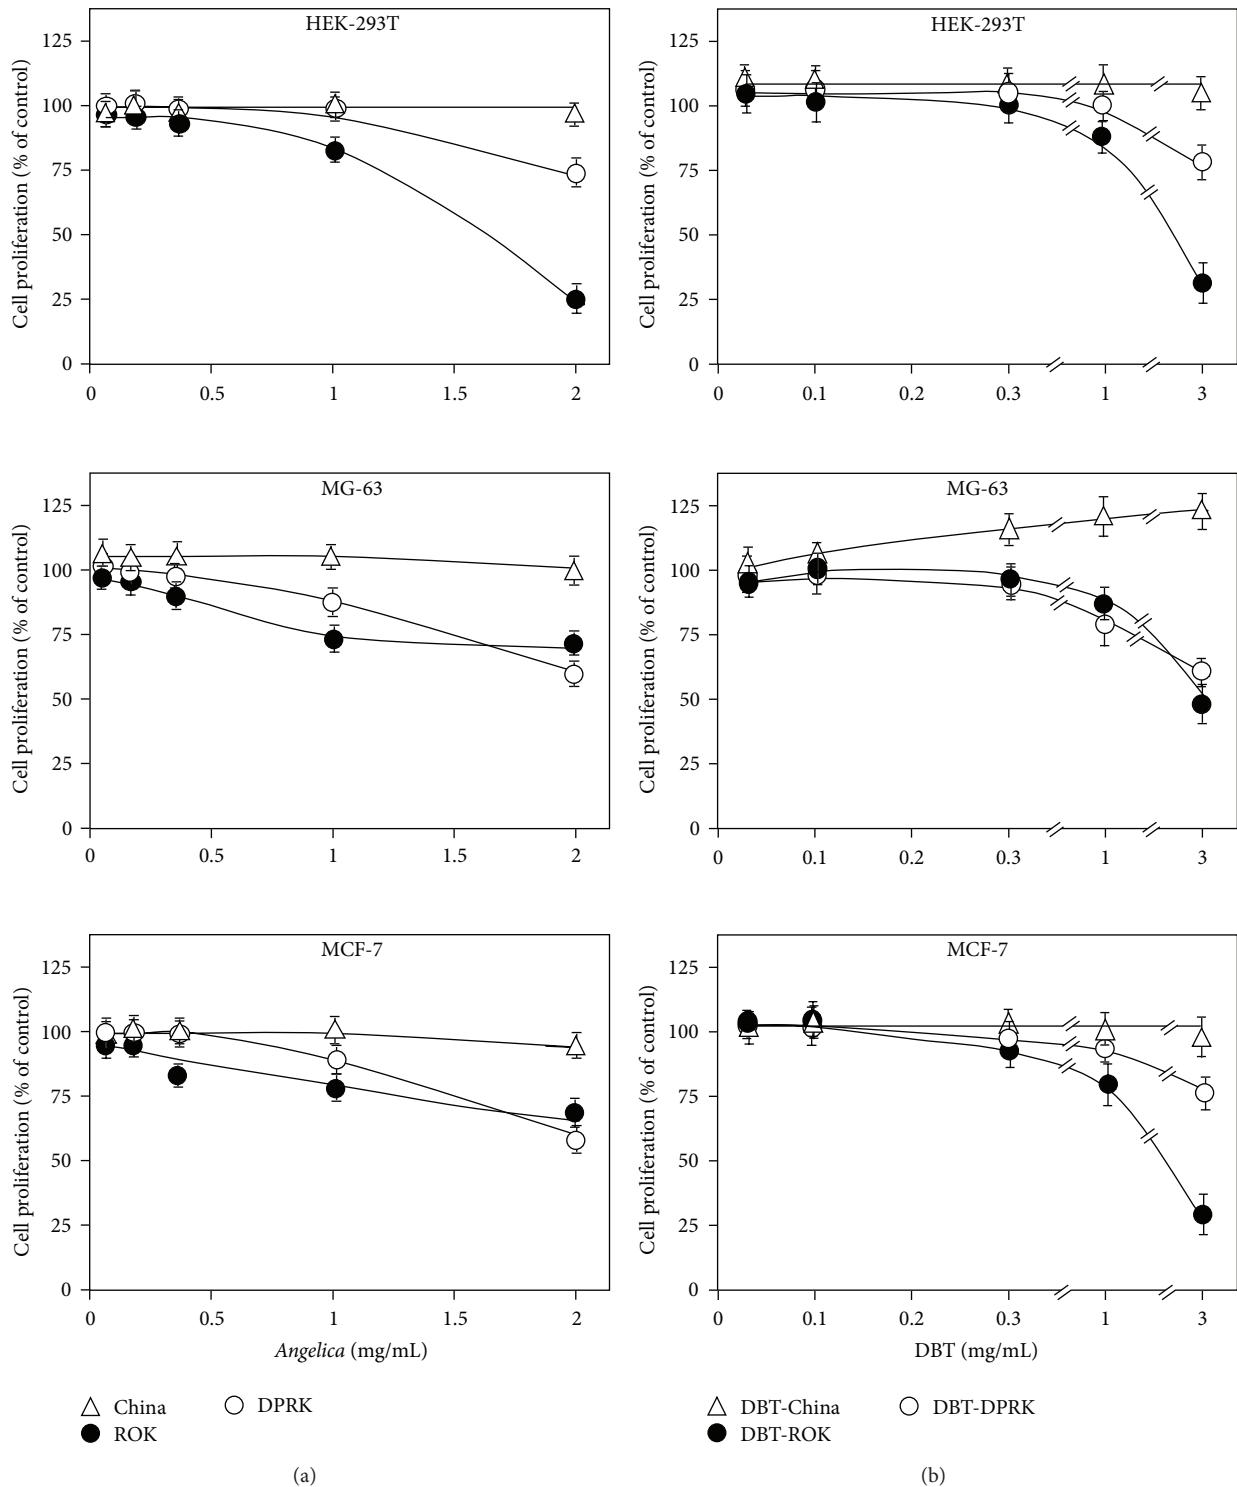 HEK-293T
Cell proliferation (% of control)
125
100
75
50
25
0
0 0.5 1 1.5 2
HEK-293T
Cell proliferation (% of control)
125
100
75
50
25
0
0 0.1 0.2 0.3 1 3
MG-63
Cell proliferation (% of control)
125
100
75
50
25
0
0 0.5 1 1.5 2
MG-63
Cell proliferation (% of control)
125
100
75
50
25
0
0 0.1 0.2 0.3 1 3
MCF-7
Cell proliferation (% of control)
125
100
75
50
25
0
0 0.5 1 1.5 2
Angelica (mg/mL)
China DPRK
ROK
(a)
MCF-7
Cell proliferation (% of control)
125
100
75
50
25
0
0 0.1 0.2 0.3 1 3
DBT (mg/mL)
DBT-China DBT-DPRK
DBT-ROK
(b)